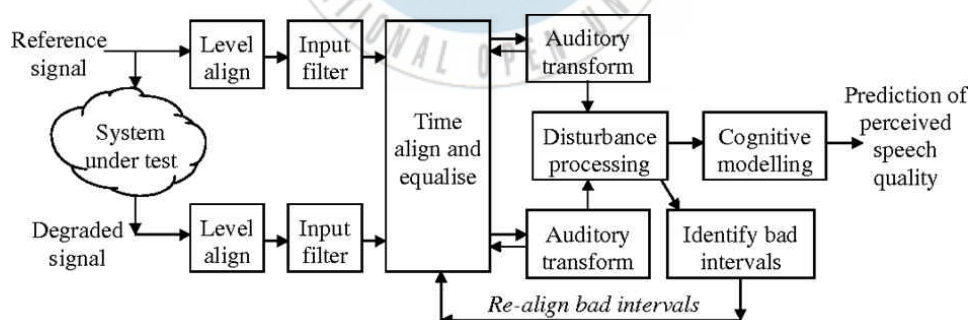 Reference
signal
Level
align
Input
filter
Time
align and
equalise
Auditory
transform
System
under test
Disturbance
processing
Cognitive
modelling
Prediction of
perceived
speech
quality
Degraded
signal
Level
align
Input
filter
Auditory
transform
Identify bad
intervals
Re-align bad intervals